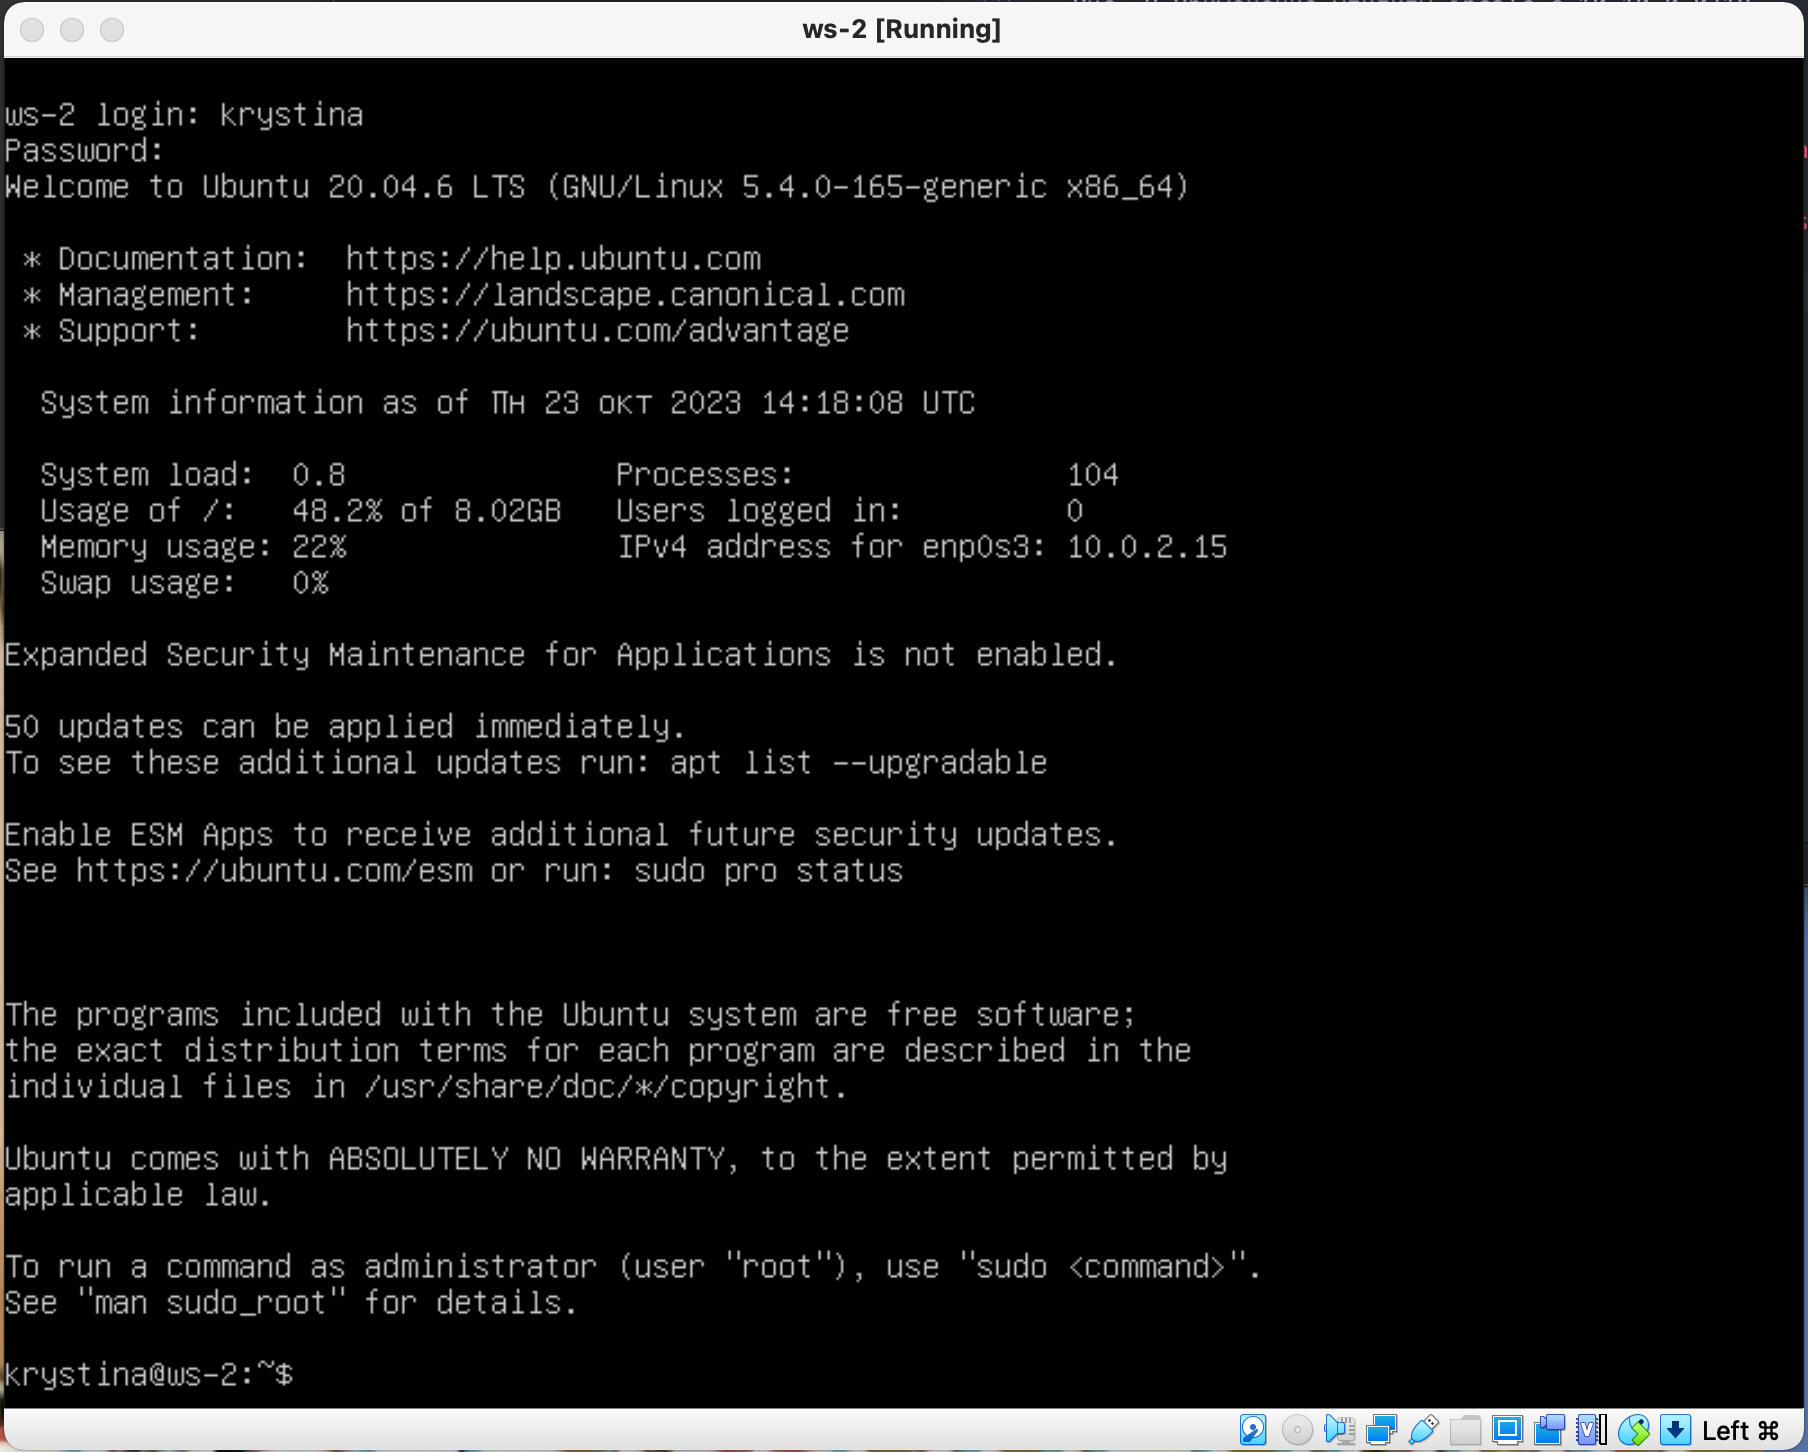 ws-2 [Running]
ws-2 login: krystina
Password:
Welcome to Ubuntu 20.04.6 LTS (GNU/Linux 5.4.0-165-generic x86_64)
* Documentation:  https://help.ubuntu.com
* Management:     https://landscape.canonical.com
* Support:        https://ubuntu.com/advantage
System information as of Пн 23 окт 2023 14:18:08 UTC
System load:  0.8               Processes:               104
Usage of /:   48.2% of 8.02GB   Users logged in:         0
Memory usage: 22%               IPv4 address for enp0s3: 10.0.2.15
Swap usage:   0%
Expanded Security Maintenance for Applications is not enabled.
50 updates can be applied immediately.
To see these additional updates run: apt list --upgradable
Enable ESM Apps to receive additional future security updates.
See https://ubuntu.com/esm or run: sudo pro status
The programs included with the Ubuntu system are free software;
the exact distribution terms for each program are described in the
individual files in /usr/share/doc/*/copyright.
Ubuntu comes with ABSOLUTELY NO WARRANTY, to the extent permitted by
applicable law.
To run a command as administrator (user "root"), use "sudo <command>".
See "man sudo_root" for details.
krystina@ws-2:~$
Left ⌘